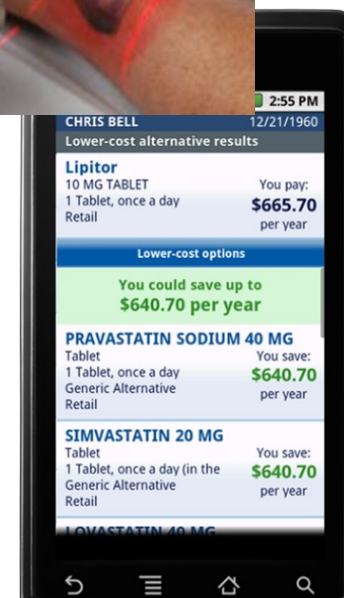 2:55 PM
CHRIS BELL 12/21/1960
Lower-cost alternative results
Lipitor
10 MG TABLET You pay:
1 Tablet, once a day $665.70
Retail per year
Lower-cost options
You could save up to
$640.70 per year
PRAVASTATIN SODIUM 40 MG
Tablet You save:
1 Tablet, once a day $640.70
Generic Alternative per year
Retail
SIMVASTATIN 20 MG
Tablet You save:
1 Tablet, once a day (in the $640.70
Generic Alternative per year
Retail
LOVASTATIN 40 MG